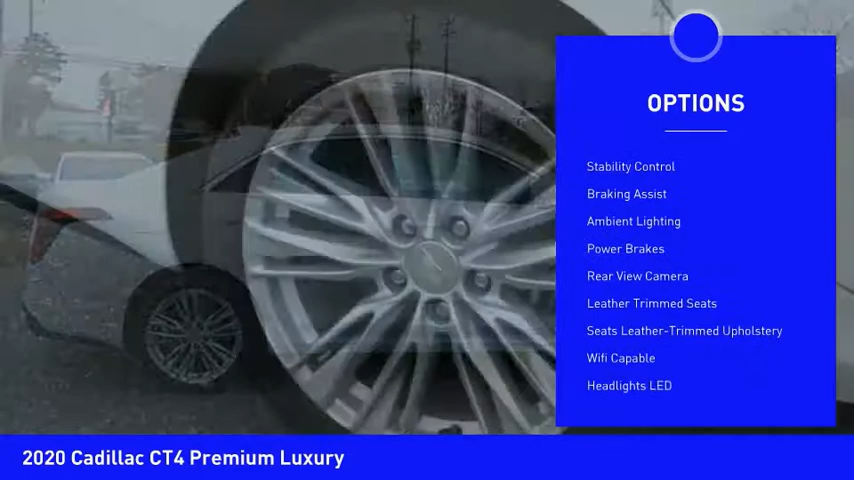 OPTIONS
Stability Control
Braking Assist
Ambient Lighting
Power Brakes
Rear View Camera
Leather Trimmed Seats
Seats Leather-Trimmed Upholstery
Wifi Capable
Headlights LED
2020 Cadillac CT4 Premium Luxury